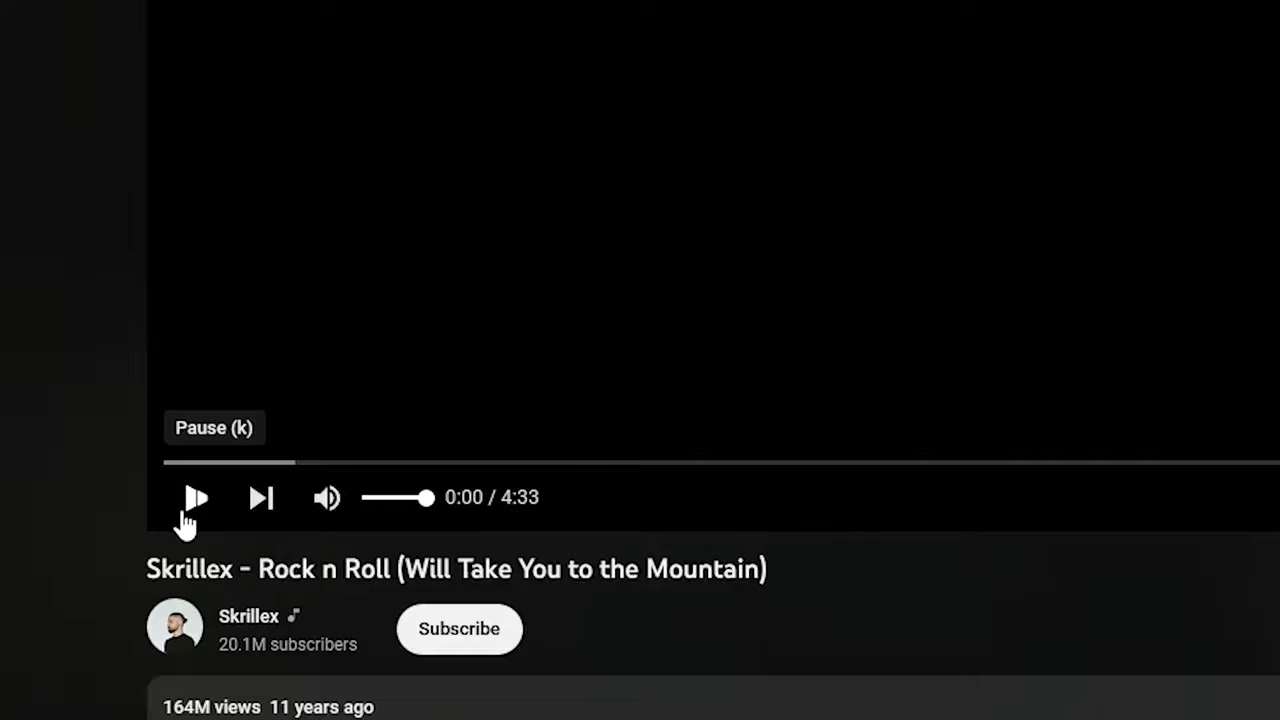 Pause (k)
0:00 / 4:33
Skrillex - Rock n Roll (Will Take You to the Mountain)
Skrillex
20.1M subscribers
Subscribe
164M views 11 years ago